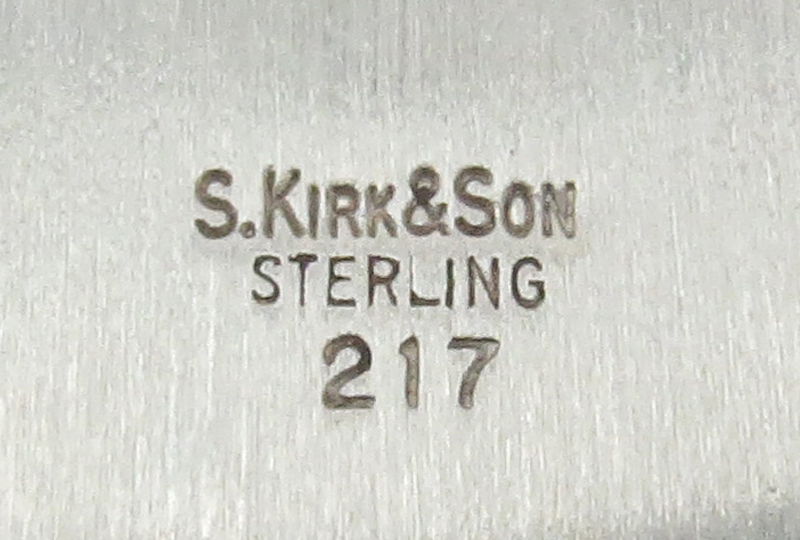 S. KIRK & SON
STERLING
217